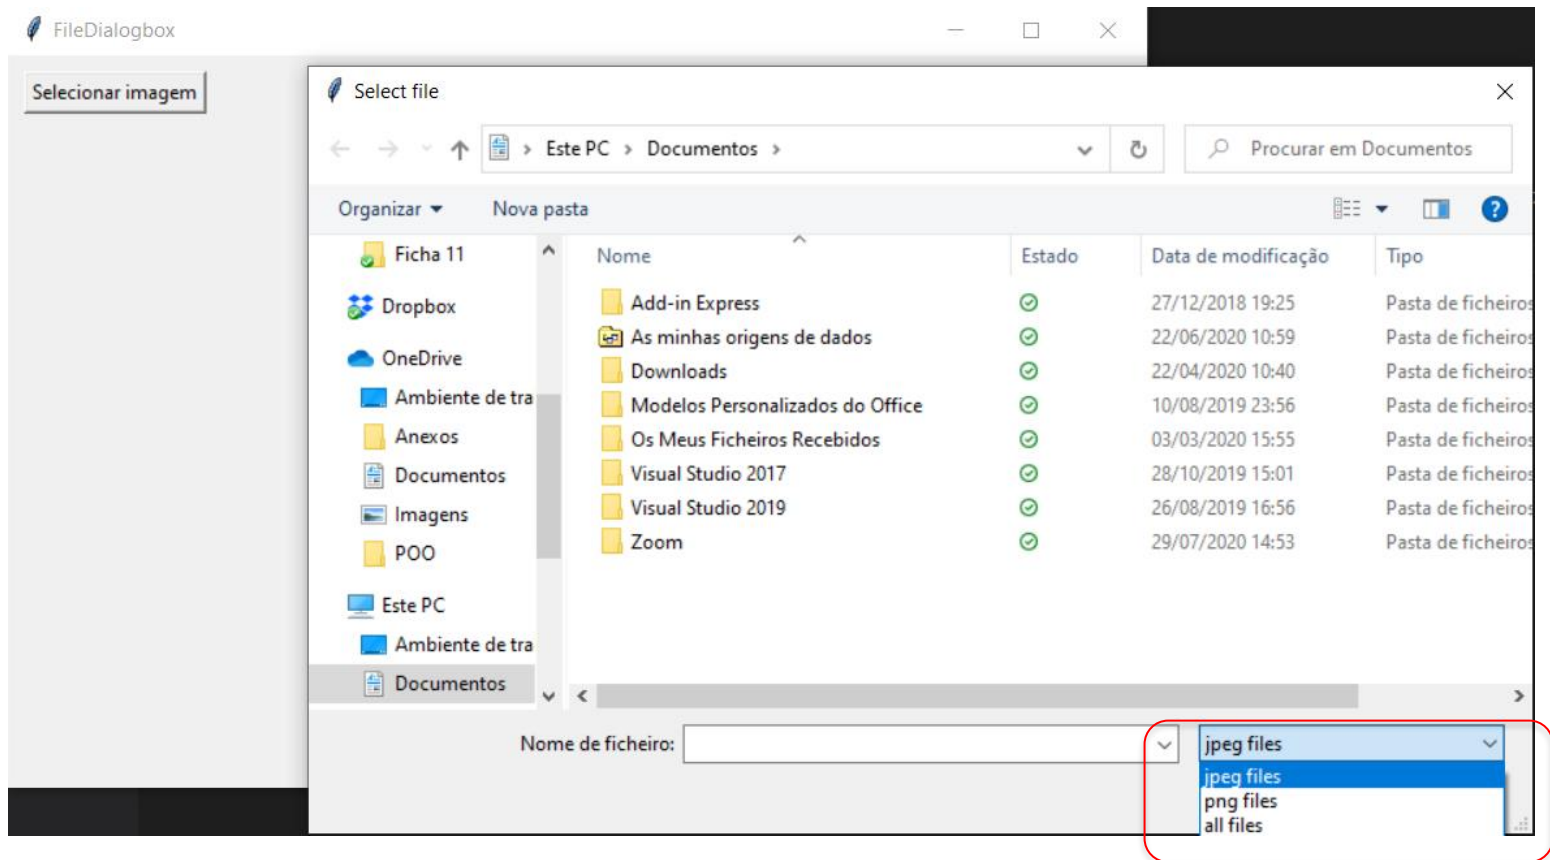 FileDialogbox
Selecionar imagem
Select file
Este PC > Documentos >
Procurar em Documentos
Organizar Nova pasta
Ficha 11
Dropbox
OneDrive
Ambiente de tra
Anexos
Documentos
Imagens
POO
Este PC
Ambiente de tra
Documentos
Nome Estado Data de modificação Tipo
Add-in Express 27/12/2018 19:25 Pasta de ficheiros
As minhas origens de dados 22/06/2020 10:59 Pasta de ficheiros
Downloads 22/04/2020 10:40 Pasta de ficheiros
Modelos Personalizados do Office 10/08/2019 23:56 Pasta de ficheiros
Os Meus Ficheiros Recebidos 03/03/2020 15:55 Pasta de ficheiros
Visual Studio 2017 28/10/2019 15:01 Pasta de ficheiros
Visual Studio 2019 26/08/2019 16:56 Pasta de ficheiros
Zoom 29/07/2020 14:53 Pasta de ficheiros
Nome de ficheiro:
jpeg files
jpeg files
png files
all files